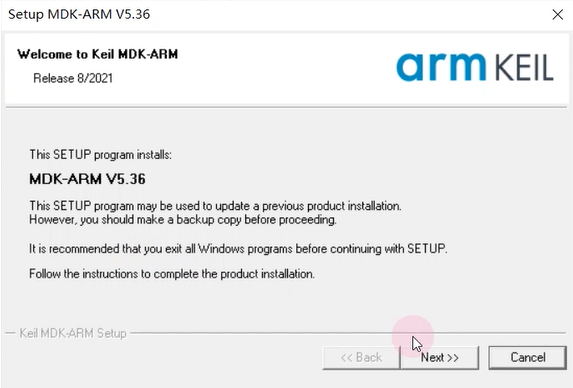 Setup MDK-ARM V5.36
Welcome to Keil MDK-ARM
Release 8/2021
arm KEIL
This SETUP program installs:
MDK-ARM V5.36
This SETUP program may be used to update a previous product installation.
However, you should make a backup copy before proceeding.
It is recommended that you exit all Windows programs before continuing with SETUP.
Follow the instructions to complete the product installation.
Keil MDK-ARM Setup
<< Back
Next >>
Cancel